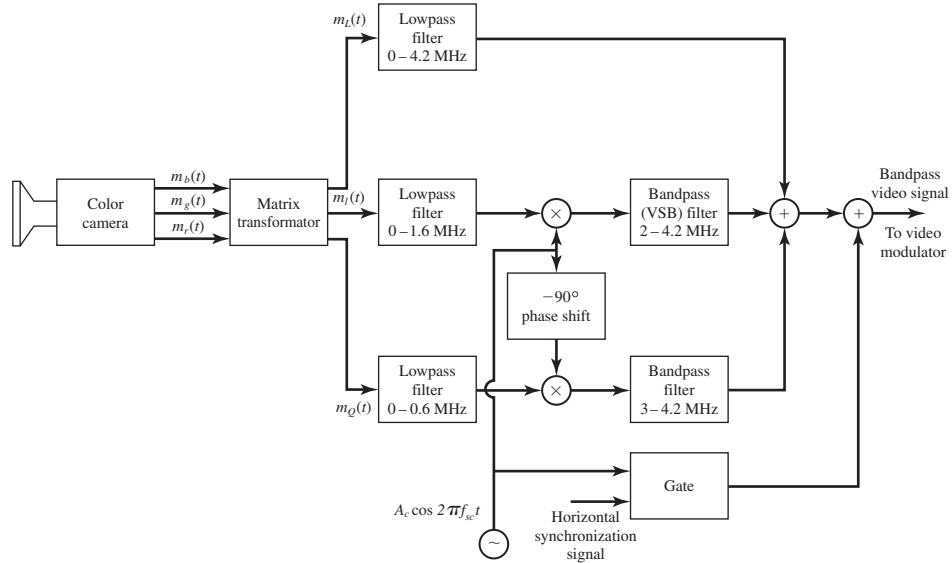 m_L(t)
Lowpass
filter
0–4.2 MHz
Color
camera
m_b(t)
m_g(t)
m_r(t)
Matrix
transformator
m_I(t)
Lowpass
filter
0–1.6 MHz
×
Bandpass
(VSB) filter
2–4.2 MHz
+
+
Bandpass
video signal
To video
modulator
−90°
phase shift
m_Q(t)
Lowpass
filter
0–0.6 MHz
×
Bandpass
filter
3–4.2 MHz
A_c cos 2πf_sc t
~
Horizontal
synchronization
signal
Gate